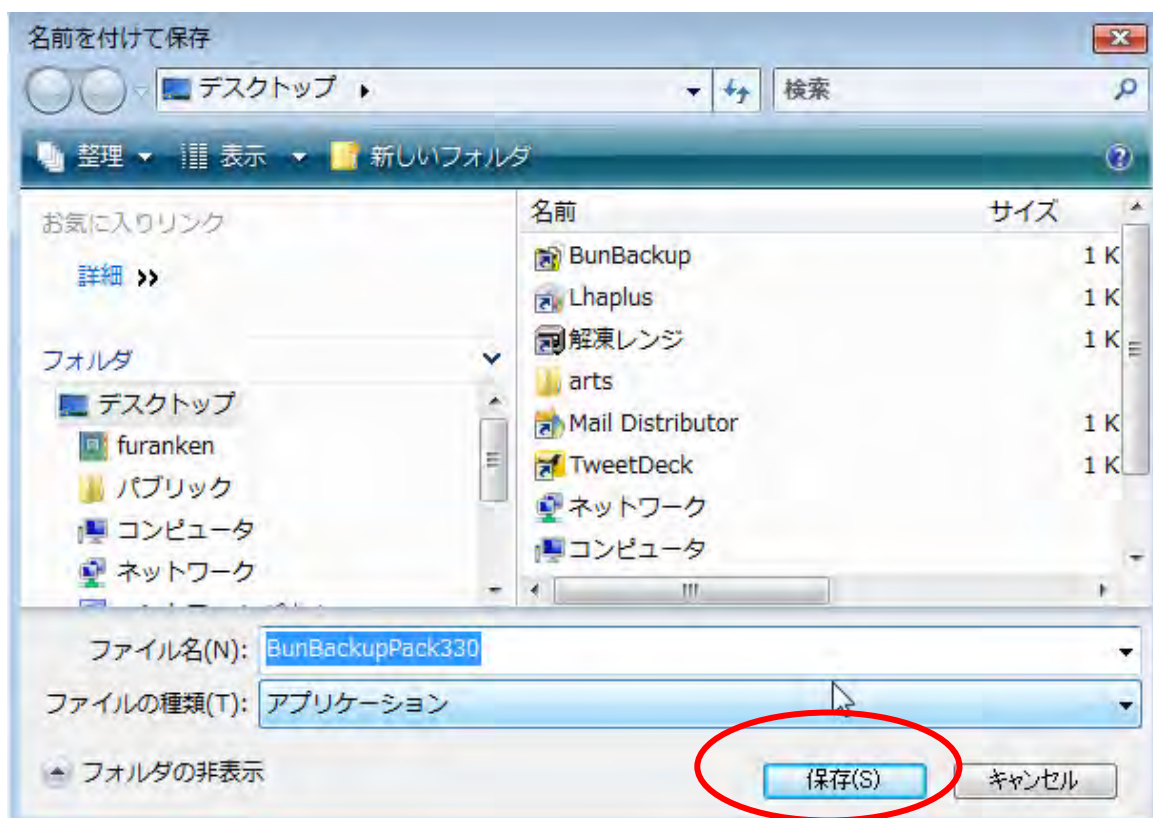 名前を付けて保存
デスクトップ
検索
整理 表示 新しいフォルダ
お気に入りリンク
詳細 »
フォルダ
デスクトップ
furanken
パブリック
コンピュータ
ネットワーク
名前 サイズ
BunBackup 1 K
Lhaplus 1 K
解凍レンジ 1 K
arts
Mail Distributor 1 K
TweetDeck 1 K
ネットワーク
コンピュータ
ファイル名(N): BunBackupPack330
ファイルの種類(T): アプリケーション
フォルダの非表示
保存(S) キャンセル